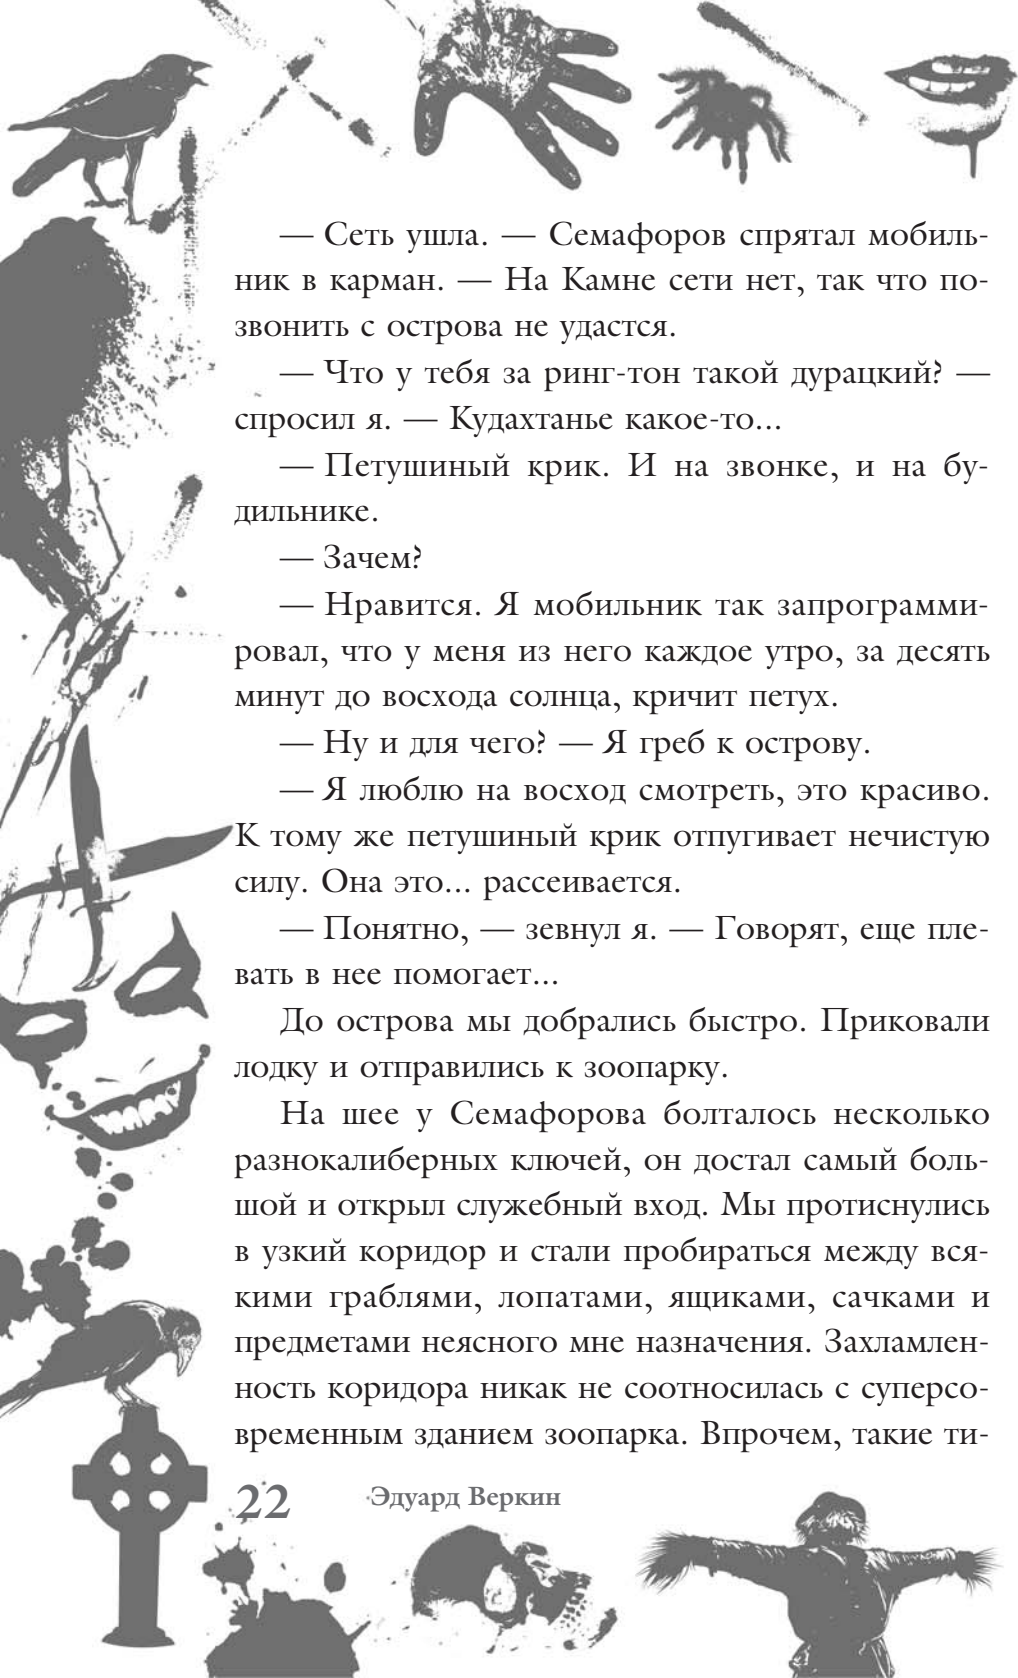 — Сеть ушла. — Семафоров спрятал мобиль-
ник в карман. — На Камне сети нет, так что по-
звонить с острова не удастся.
— Что у тебя за ринг-тон такой дурацкий? —
спросил я. — Кудахтанье какое-то...
— Петушиный крик. И на звонке, и на бу-
дильнике.
— Зачем?
— Нравится. Я мобильник так запрограмми-
ровал, что у меня из него каждое утро, за десять
минут до восхода солнца, кричит петух.
— Ну и для чего? — Я греб к острову.
— Я люблю на восход смотреть, это красиво.
К тому же петушиный крик отпугивает нечистую
силу. Она это... рассеивается.
— Понятно, — зевнул я. — Говорят, еще пле-
вать в нее помогает...
До острова мы добрались быстро. Приковали
лодку и отправились к зоопарку.
На шее у Семафорова болталось несколько
разнокалиберных ключей, он достал самый боль-
шой и открыл служебный вход. Мы протиснулись
в узкий коридор и стали пробираться между вся-
кими граблями, лопатами, ящиками, сачками и
предметами неясного мне назначения. Захламлен-
ность коридора никак не соотносилась с суперсо-
временным зданием зоопарка. Впрочем, такие ти-
22 Эдуард Веркин